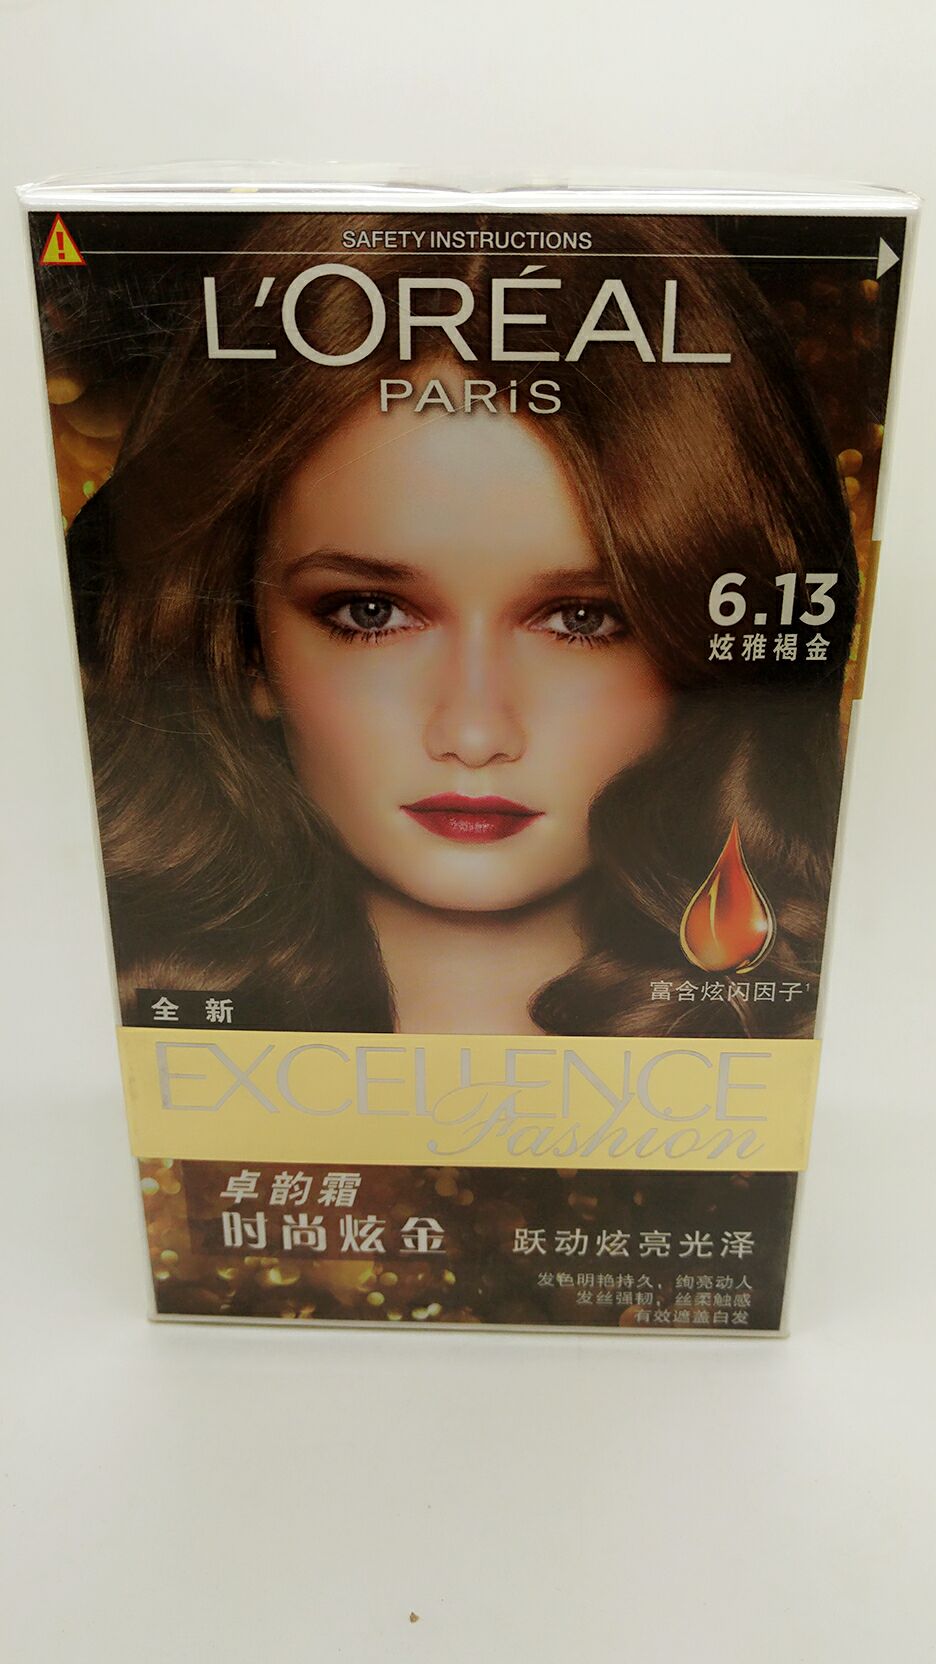 SAFETY INSTRUCTIONS
L'ORÉAL
PARiS
6.13
炫雅褐金
富含炫闪因子¹
全新
EXCELLENCE
Fashion
卓韵霜
时尚炫金
跃动炫亮光泽
发色明艳持久，绚亮动人
发丝强韧，丝柔触感
有效遮盖白发